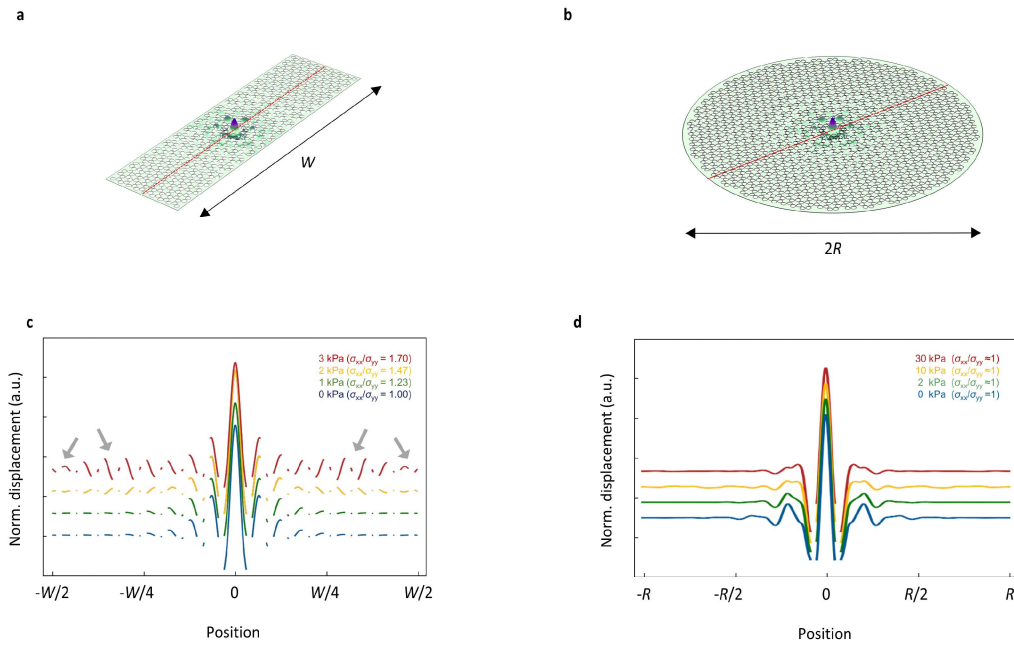 a
b
W
2R
c
d
3 kPa (σxx/σyy = 1.70)
2 kPa (σxx/σyy = 1.47)
1 kPa (σxx/σyy = 1.23)
0 kPa (σxx/σyy = 1.00)
30 kPa (σxx/σyy ≈1)
10 kPa (σxx/σyy ≈1)
2 kPa (σxx/σyy ≈1)
0 kPa (σxx/σyy =1)
Norm. displacement (a.u.)
Norm. displacement (a.u.)
-W/2 -W/4 0 W/4 W/2
-R -R/2 0 R/2 R
Position
Position